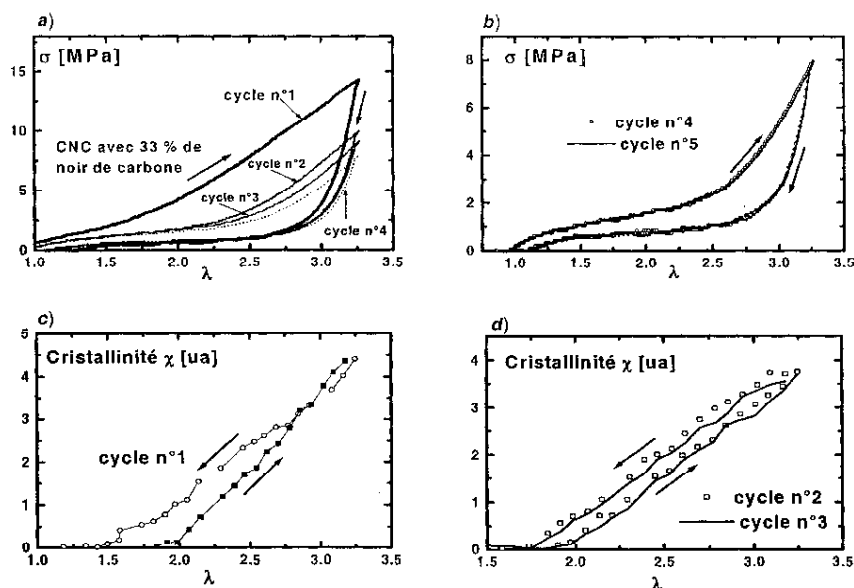 a)
σ [MPa]
15
10
5
0
cycle n°1
CNC avec 33 % de
noir de carbone
cycle n°2
cycle n°3
cycle n°4
1.0 1.5 2.0 2.5 3.0 3.5
λ
b)
σ [MPa]
8
6
4
2
0
cycle n°4
cycle n°5
1.0 1.5 2.0 2.5 3.0 3.5
λ
c)
Cristallinité χ [ua]
5
4
3
2
1
0
cycle n°1
1.0 1.5 2.0 2.5 3.0 3.5
λ
d)
Cristallinité χ [ua]
4
3
2
1
0
cycle n°2
cycle n°3
1.5 2.0 2.5 3.0 3.5
λ